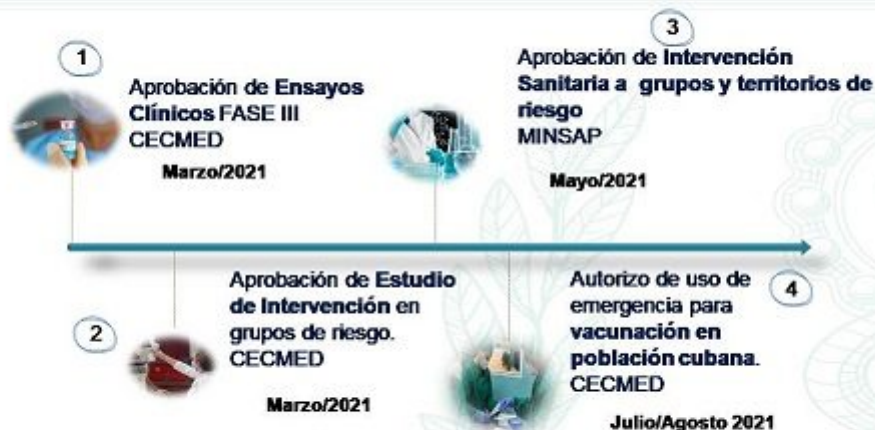 1
Aprobación de Ensayos
Clínicos FASE III
CECMED
Marzo/2021
2
Aprobación de Estudio
de Intervención en
grupos de riesgo.
CECMED
Marzo/2021
3
Aprobación de Intervención
Sanitaria a grupos y territorios de
riesgo
MINSAP
Mayo/2021
4
Autorizo de uso de
emergencia para
vacunación en
población cubana.
CECMED
Julio/Agosto 2021